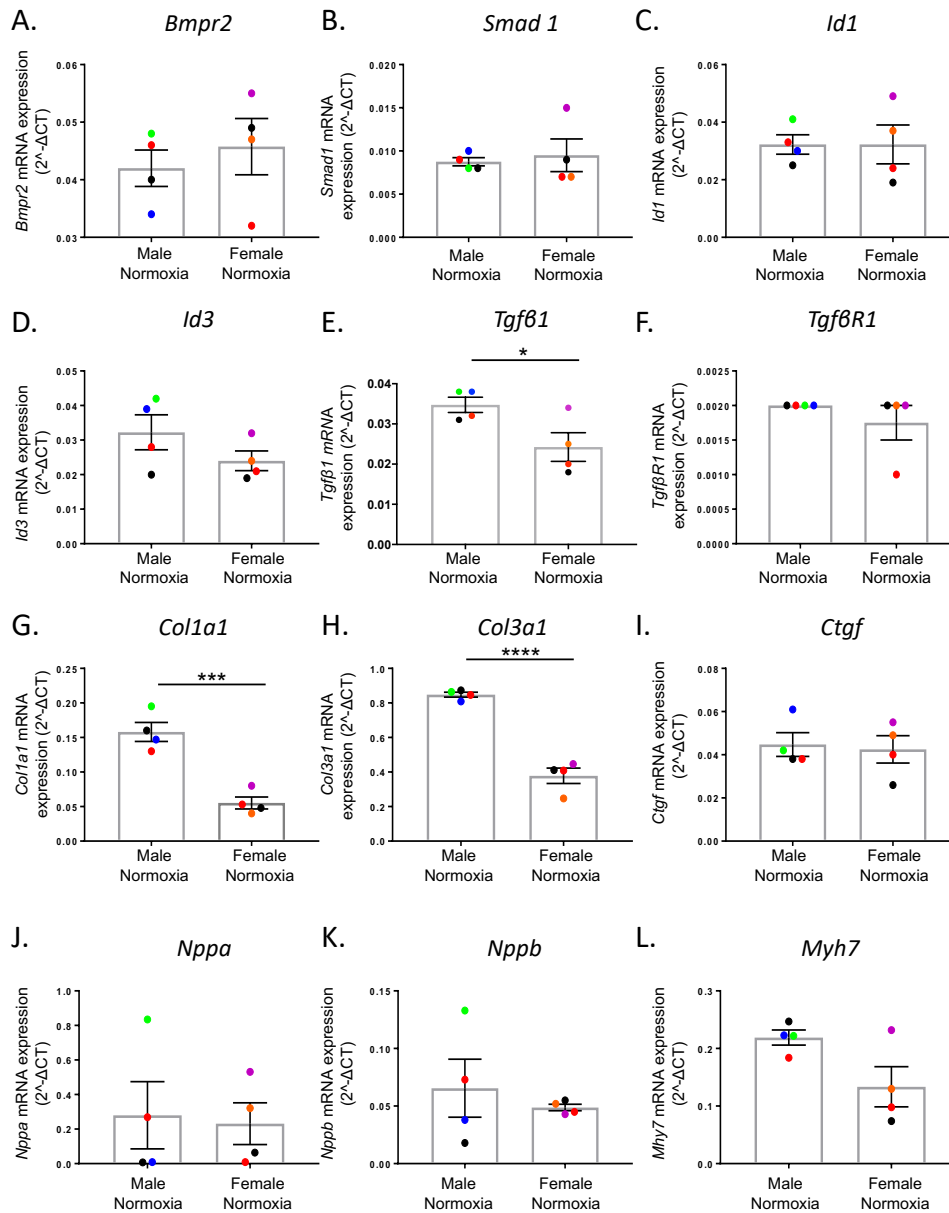 A.
Bmpr2
Bmpr2 mRNA expression
(2^-ΔCT)
0.06
0.05
0.04
0.03
Male
Normoxia
Female
Normoxia
B.
Smad 1
Smad1 mRNA
expression (2^-ΔCT)
0.020
0.015
0.010
0.005
0.000
Male
Normoxia
Female
Normoxia
C.
Id1
Id1 mRNA expression
(2^-ΔCT)
0.06
0.04
0.02
0.00
Male
Normoxia
Female
Normoxia
D.
Id3
Id3 mRNA expression
(2^-ΔCT)
0.05
0.04
0.03
0.02
0.01
0.00
Male
Normoxia
Female
Normoxia
E.
Tgfβ1
*
Tgfβ1 mRNA
expression (2^-ΔCT)
0.04
0.03
0.02
0.01
0.00
Male
Normoxia
Female
Normoxia
F.
TgfβR1
TgfβR1 mRNA
expression (2^-ΔCT)
0.0025
0.0020
0.0015
0.0010
0.0005
0.0000
Male
Normoxia
Female
Normoxia
G.
Col1a1
***
Col1a1 mRNA
expression (2^-ΔCT)
0.25
0.20
0.15
0.10
0.05
0.00
Male
Normoxia
Female
Normoxia
H.
Col3a1
****
Col3a1 mRNA
expression (2^-ΔCT)
1.0
0.8
0.6
0.4
0.2
0.0
Male
Normoxia
Female
Normoxia
I.
Ctgf
Ctgf mRNA expression
(2^-ΔCT)
0.08
0.06
0.04
0.02
0.00
Male
Normoxia
Female
Normoxia
J.
Nppa
Nppa mRNA expression
(2^-ΔCT)
1.0
0.8
0.6
0.4
0.2
0.0
Male
Normoxia
Female
Normoxia
K.
Nppb
Nppb mRNA expression
(2^-ΔCT)
0.15
0.10
0.05
0.00
Male
Normoxia
Female
Normoxia
L.
Myh7
Mhy7 mRNA expression
(2^-ΔCT)
0.3
0.2
0.1
0.0
Male
Normoxia
Female
Normoxia